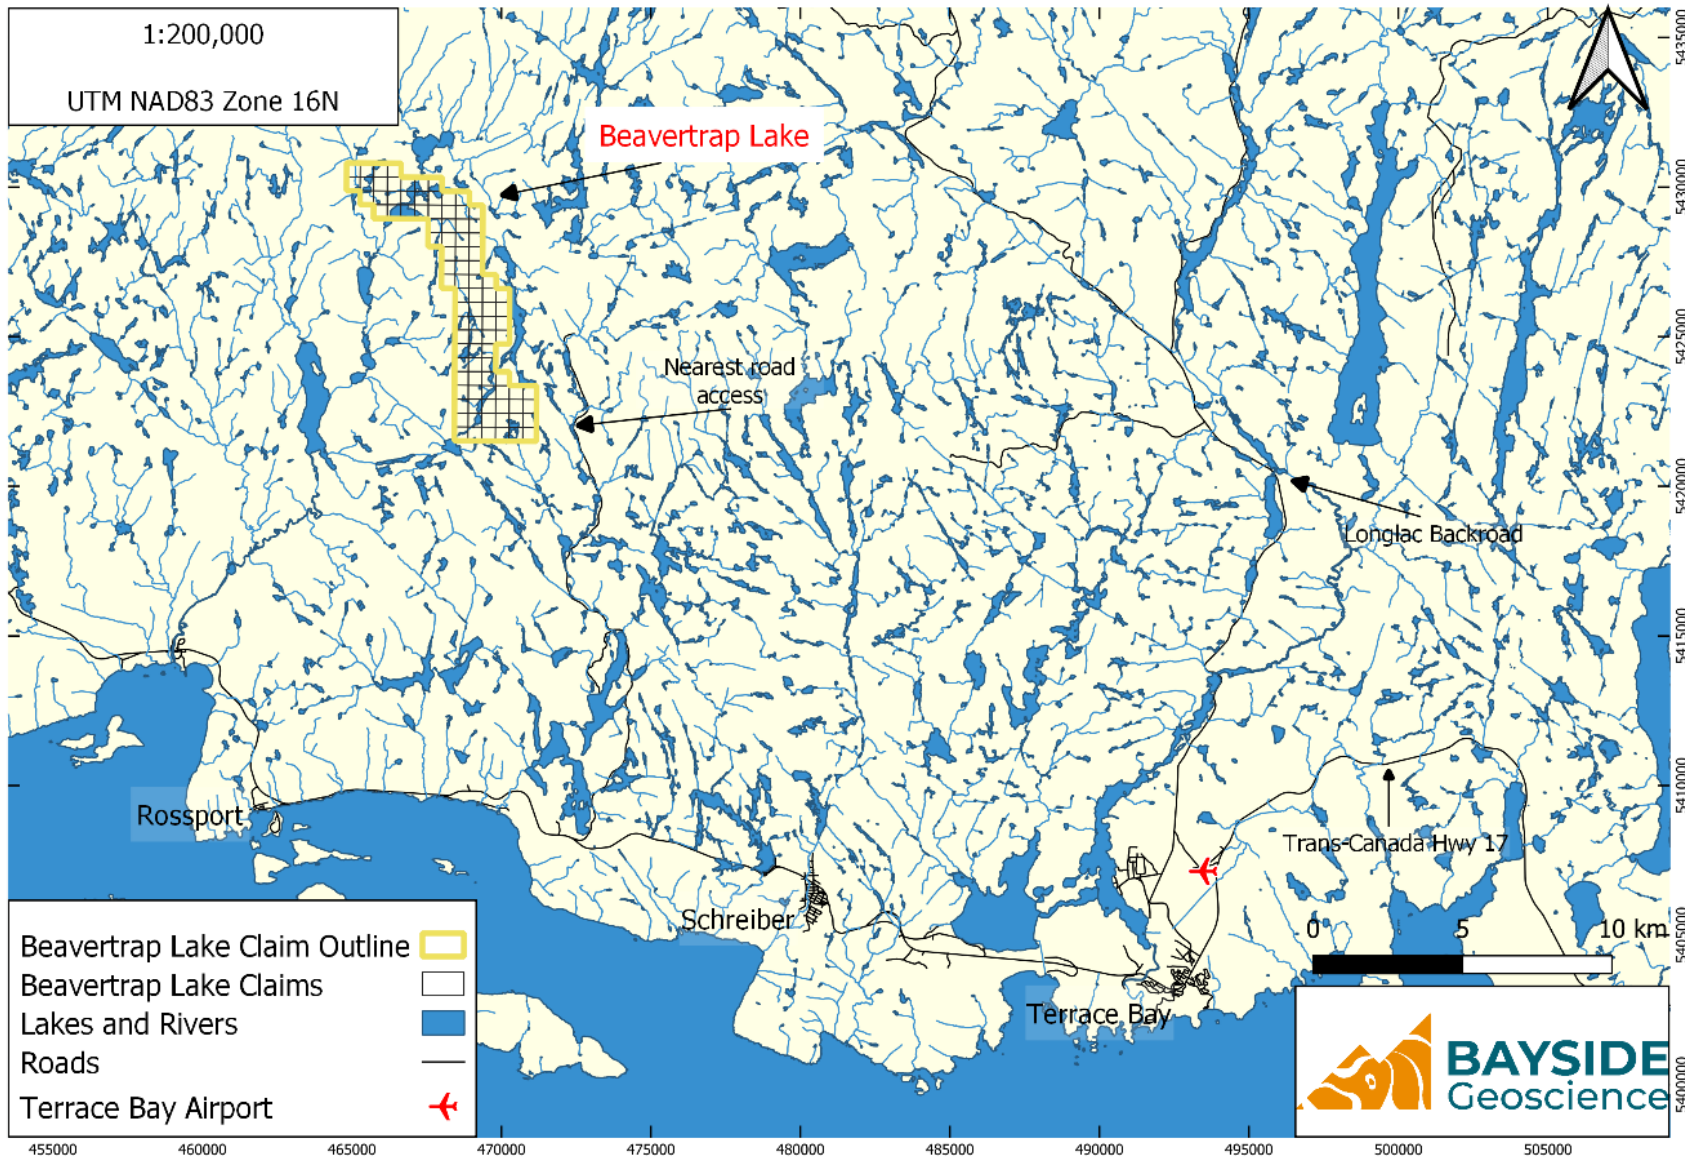 1:200,000
UTM NAD83 Zone 16N
Beavertrap Lake
Nearest road
access
Longlac Backroad
Trans-Canada Hwy 17
Rossport
Schreiber
Terrace Bay
0 5 10 km
Beavertrap Lake Claim Outline
Beavertrap Lake Claims
Lakes and Rivers
Roads
Terrace Bay Airport
BAYSIDE
Geoscience
5435000
5430000
5425000
5420000
5415000
5410000
5405000
5400000
455000 460000 465000 470000 475000 480000 485000 490000 495000 500000 505000